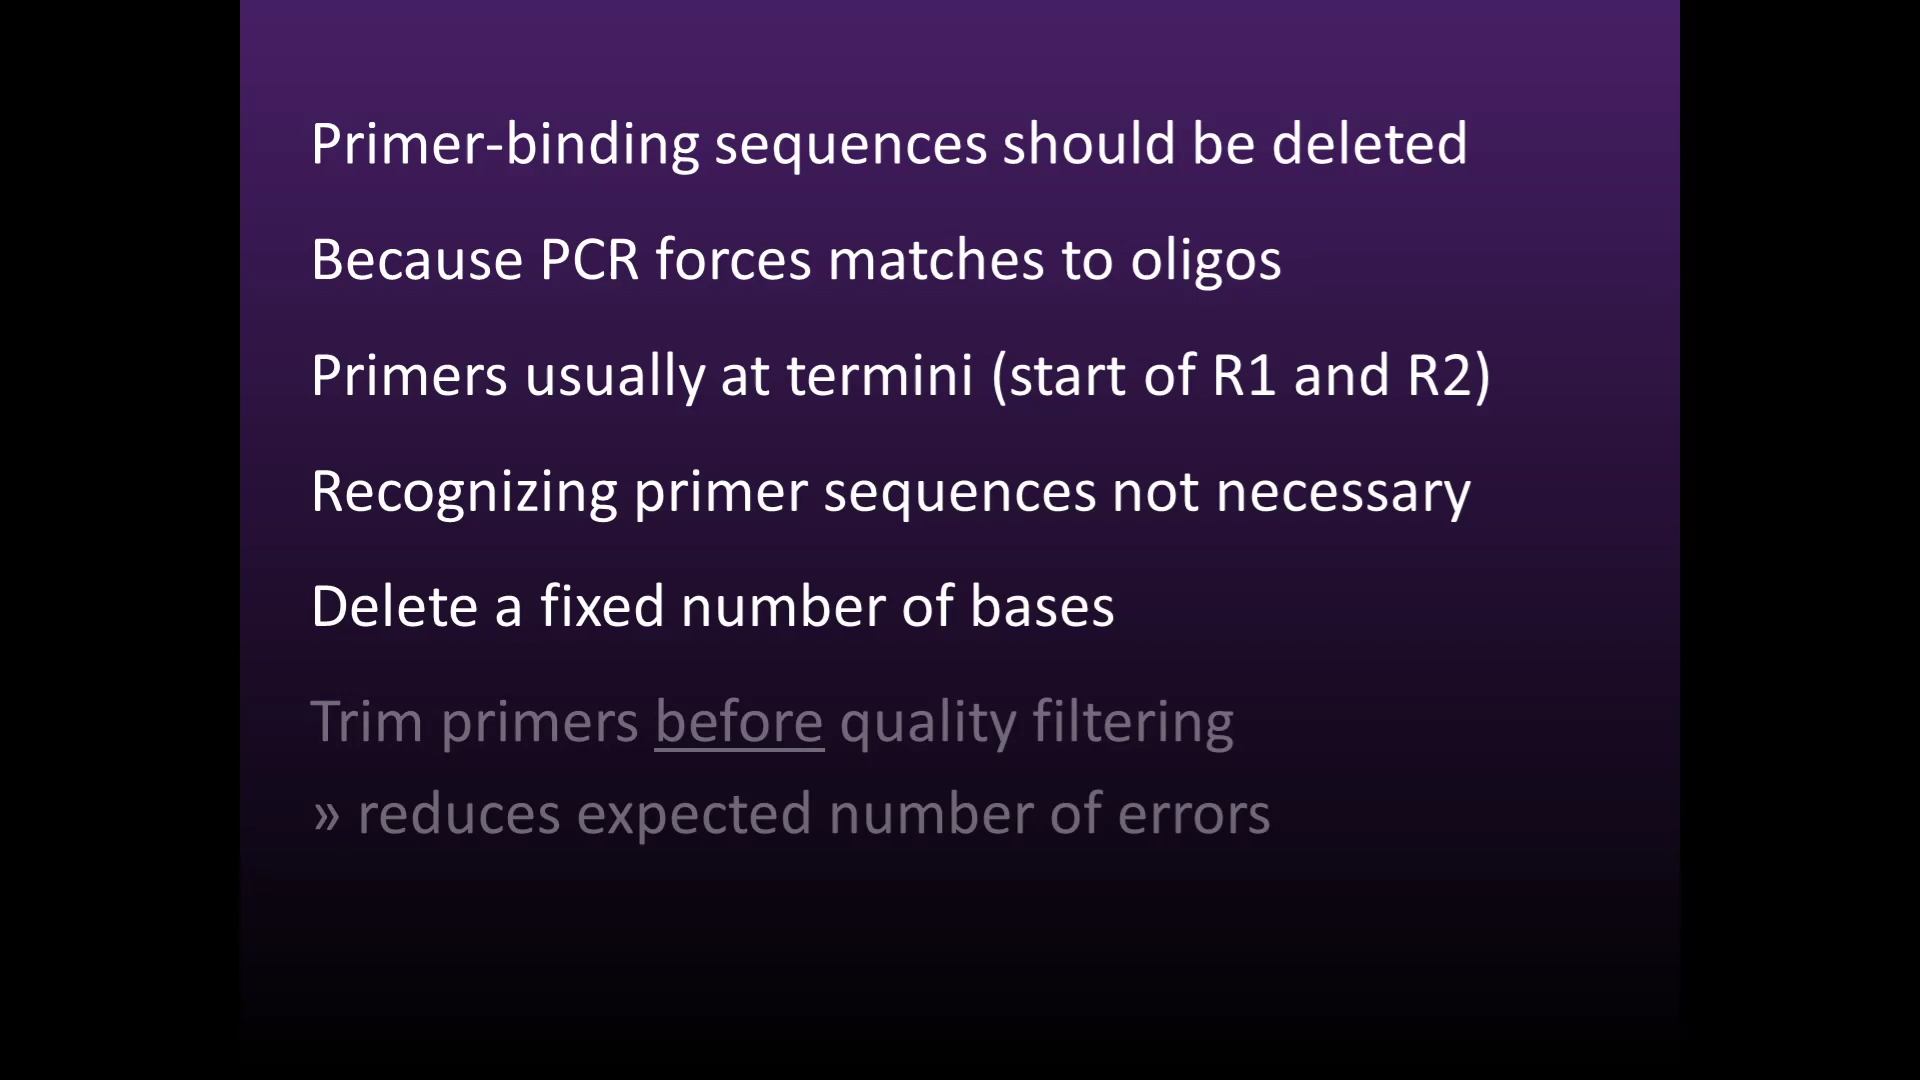 Primer-binding sequences should be deleted
Because PCR forces matches to oligos
Primers usually at termini (start of R1 and R2)
Recognizing primer sequences not necessary
Delete a fixed number of bases
Trim primers before quality filtering
» reduces expected number of errors